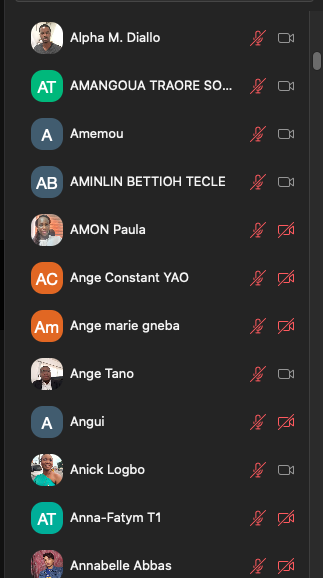 Alpha M. Diallo
AT AMANGOUA TRAORE SO...
A Amemou
AB AMINLIN BETTIOH TECLE
AMON Paula
AC Ange Constant YAO
Am Ange marie gneba
Ange Tano
A Angui
Anick Logbo
AT Anna-Fatym T1
Annabelle Abbas